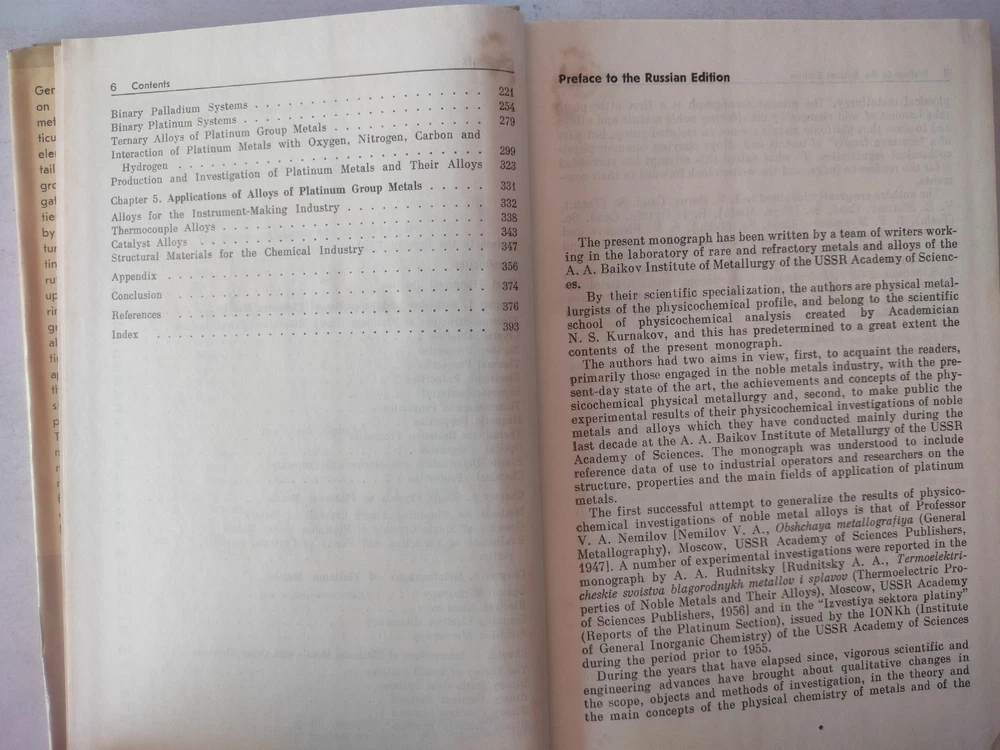 Ger
on
met
ticu
eler
tail
gro
gat
tie
by
tur
tin
ru
up
6 Contents
Binary Palladium Systems . . . . . . . . . . . . . . . . . 221
Binary Platinum Systems . . . . . . . . . . . . . . . . . 254
Ternary Alloys of Platinum Group Metals . . . . . . . . . . . 279
Interaction of Platinum Metals with Oxygen, Nitrogen, Carbon and
Hydrogen . . . . . . . . . . . . . . . . . . . . . 299
Production and Investigation of Platinum Metals and Their Alloys 323
Chapter 5. Applications of Alloys of Platinum Group Metals . . . . . 331
Alloys for the Instrument-Making Industry . . . . . . . . . . 332
Thermocouple Alloys . . . . . . . . . . . . . . . . . . . 338
Catalyst Alloys . . . . . . . . . . . . . . . . . . . . . 343
Structural Materials for the Chemical Industry . . . . . . . . 347
Appendix . . . . . . . . . . . . . . . . . . . . . . . . 356
Conclusion . . . . . . . . . . . . . . . . . . . . . . . 374
References . . . . . . . . . . . . . . . . . . . . . . . 376
Index . . . . . . . . . . . . . . . . . . . . . . . . . 393
Preface to the Russian Edition
The present monograph has been written by a team of writers work-
ing in the laboratory of rare and refractory metals and alloys of the
A. A. Baikov Institute of Metallurgy of the USSR Academy of Scienc-
es.
By their scientific specialization, the authors are physical metal-
lurgists of the physicochemical profile, and belong to the scientific
school of physicochemical analysis created by Academician
N. S. Kurnakov, and this has predetermined to a great extent the
contents of the present monograph.
The authors had two aims in view, first, to acquaint the readers,
primarily those engaged in the noble metals industry, with the pre-
sent-day state of the art, the achievements and concepts of the phy-
sicochemical physical metallurgy and, second, to make public the
experimental results of their physicochemical investigations of noble
metals and alloys which they have conducted mainly during the
last decade at the A. A. Baikov Institute of Metallurgy of the USSR
Academy of Sciences. The monograph was understood to include
reference data of use to industrial operators and researchers on the
structure, properties and the main fields of application of platinum
metals.
The first successful attempt to generalize the results of physico-
chemical investigations of noble metal alloys is that of Professor
V. A. Nemilov [Nemilov V. A., Obshchaya metallografiya (General
Metallography), Moscow, USSR Academy of Sciences Publishers,
1947]. A number of experimental investigations were reported in the
monograph by A. A. Rudnitsky [Rudnitsky A. A., Termoelektri-
cheskie svoistva blagorodnykh metallov i splavov (Thermoelectric Pro-
perties of Noble Metals and Their Alloys), Moscow, USSR Academy
of Sciences Publishers, 1956] and in the “Izvestiya sektora platiny”
(Reports of the Platinum Section), issued by the IONKh (Institute
of General Inorganic Chemistry) of the USSR Academy of Sciences
during the period prior to 1955.
During the years that have elapsed since, vigorous scientific and
engineering advances have brought about qualitative changes in
the scope, objects and methods of investigation, in the theory and
the main concepts of the physical chemistry of metals and of the